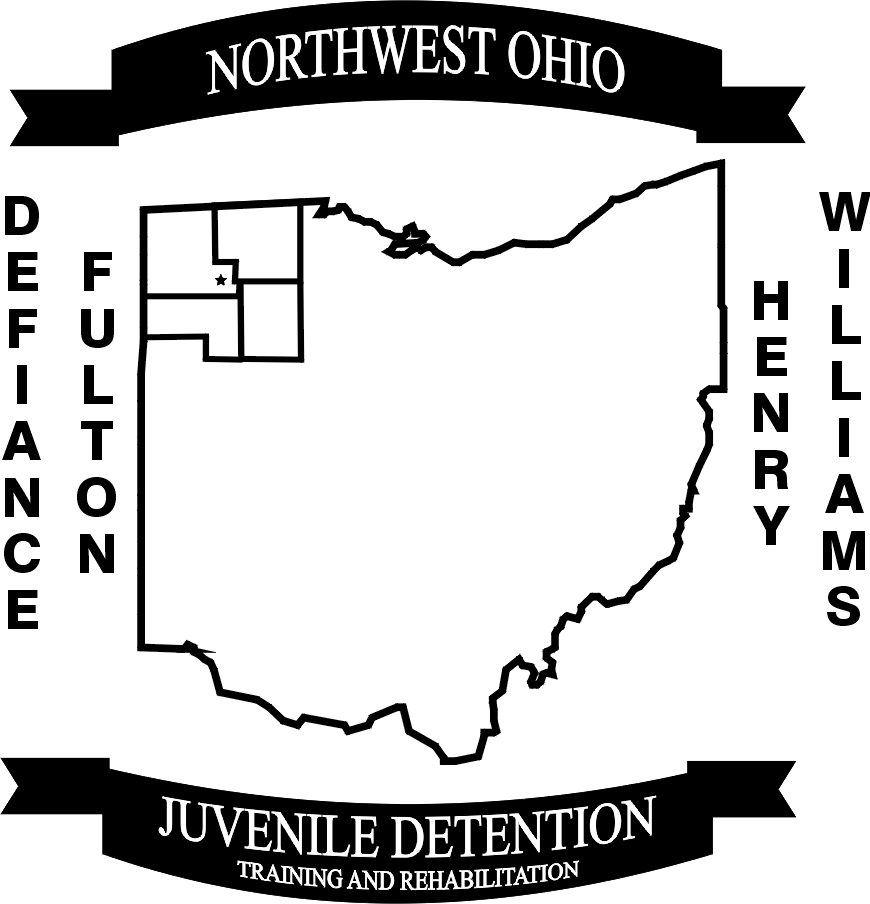 NORTHWEST OHIO
DEFIANCE
FULTON
HENRY
WILLIAMS
JUVENILE DETENTION
TRAINING AND REHABILITATION